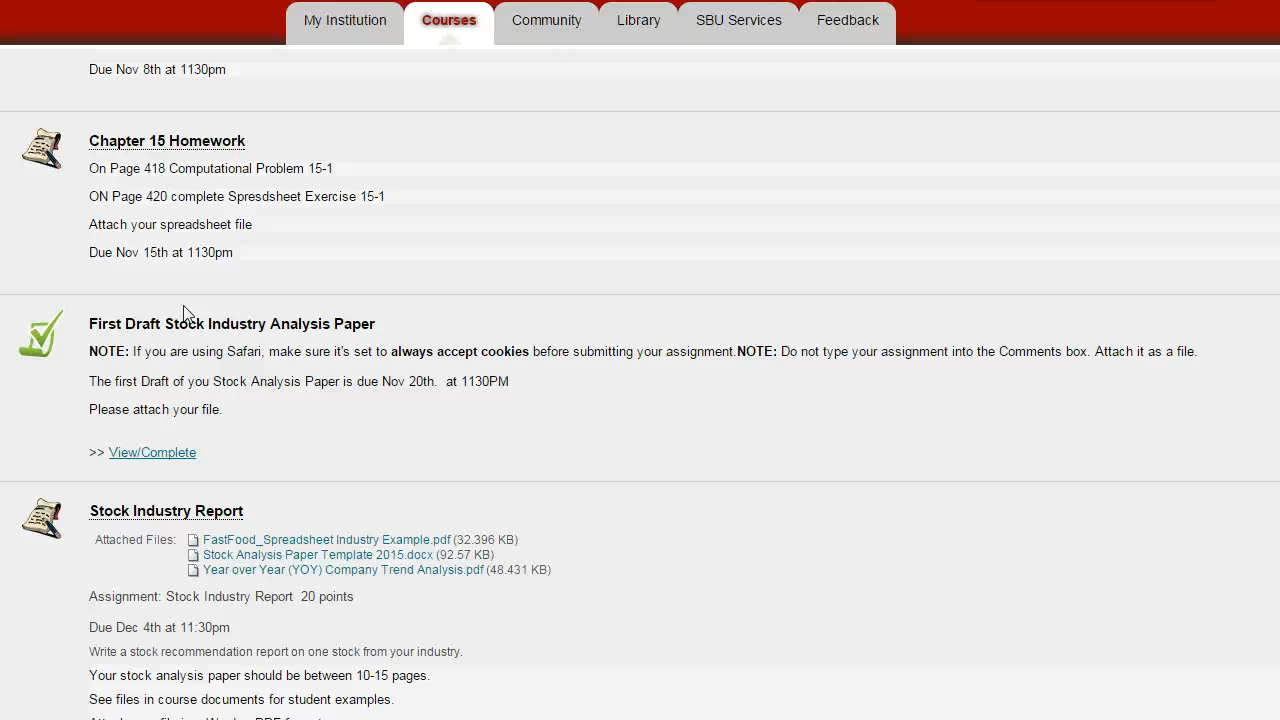 My Institution
Courses
Community
Library
SBU Services
Feedback
Due Nov 8th at 1130pm
Chapter 15 Homework
On Page 418 Computational Problem 15-1
ON Page 420 complete Spresdsheet Exercise 15-1
Attach your spreadsheet file
Due Nov 15th at 1130pm
First Draft Stock Industry Analysis Paper
NOTE: If you are using Safari, make sure it's set to always accept cookies before submitting your assignment.NOTE: Do not type your assignment into the Comments box. Attach it as a file.
The first Draft of you Stock Analysis Paper is due Nov 20th.  at 1130PM
Please attach your file.
>> View/Complete
Stock Industry Report
Attached Files: FastFood_Spreadsheet Industry Example.pdf (32.396 KB)
Stock Analysis Paper Template 2015.docx (92.57 KB)
Year over Year (YOY) Company Trend Analysis.pdf (48.431 KB)
Assignment: Stock Industry Report  20 points
Due Dec 4th at 11:30pm
Write a stock recommendation report on one stock from your industry.
Your stock analysis paper should be between 10-15 pages.
See files in course documents for student examples.